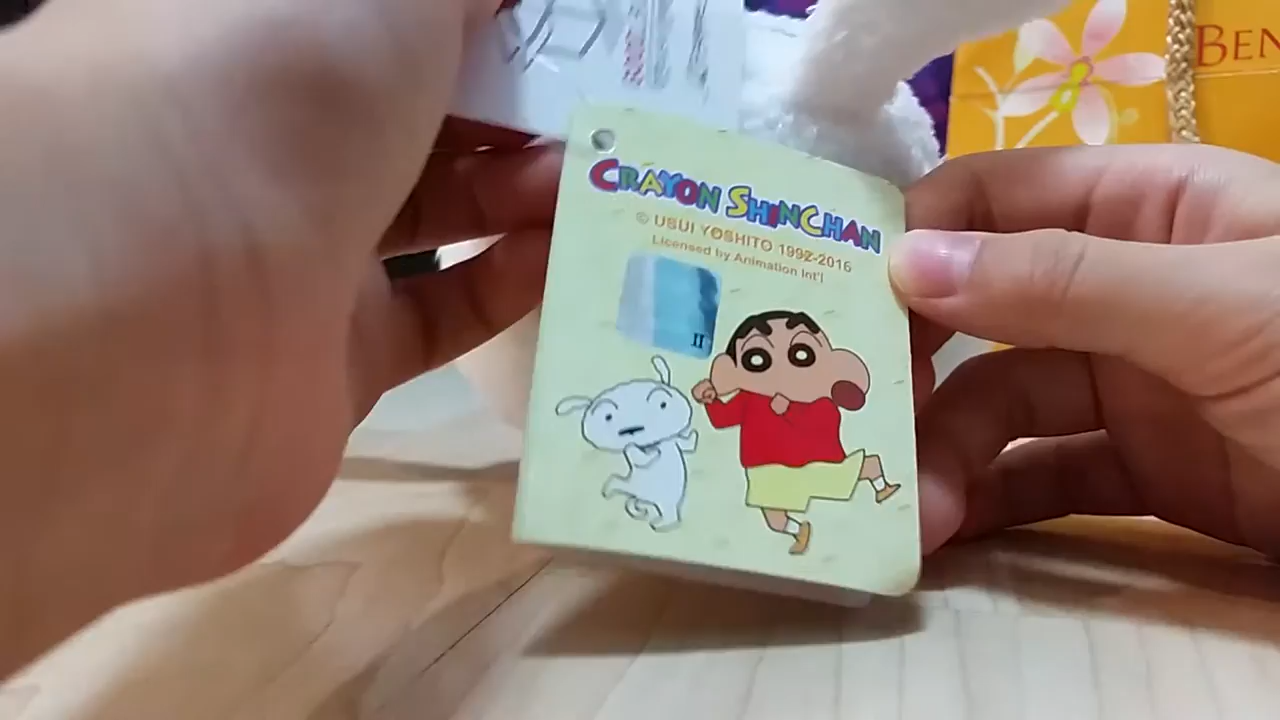 CRAYON SHINCHAN
© USUI YOSHITO 1992-2016
Licensed by Animation Int'l
II
BEN